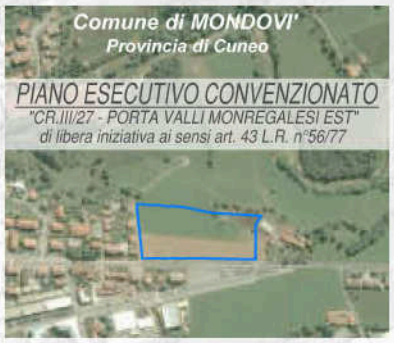 Comune di MONDOVI'
Provincia di Cuneo
PIANO ESECUTIVO CONVENZIONATO
"CR.III/27 - PORTA VALLI MONREGALESI EST"
di libera iniziativa ai sensi art. 43 L.R. n°56/77